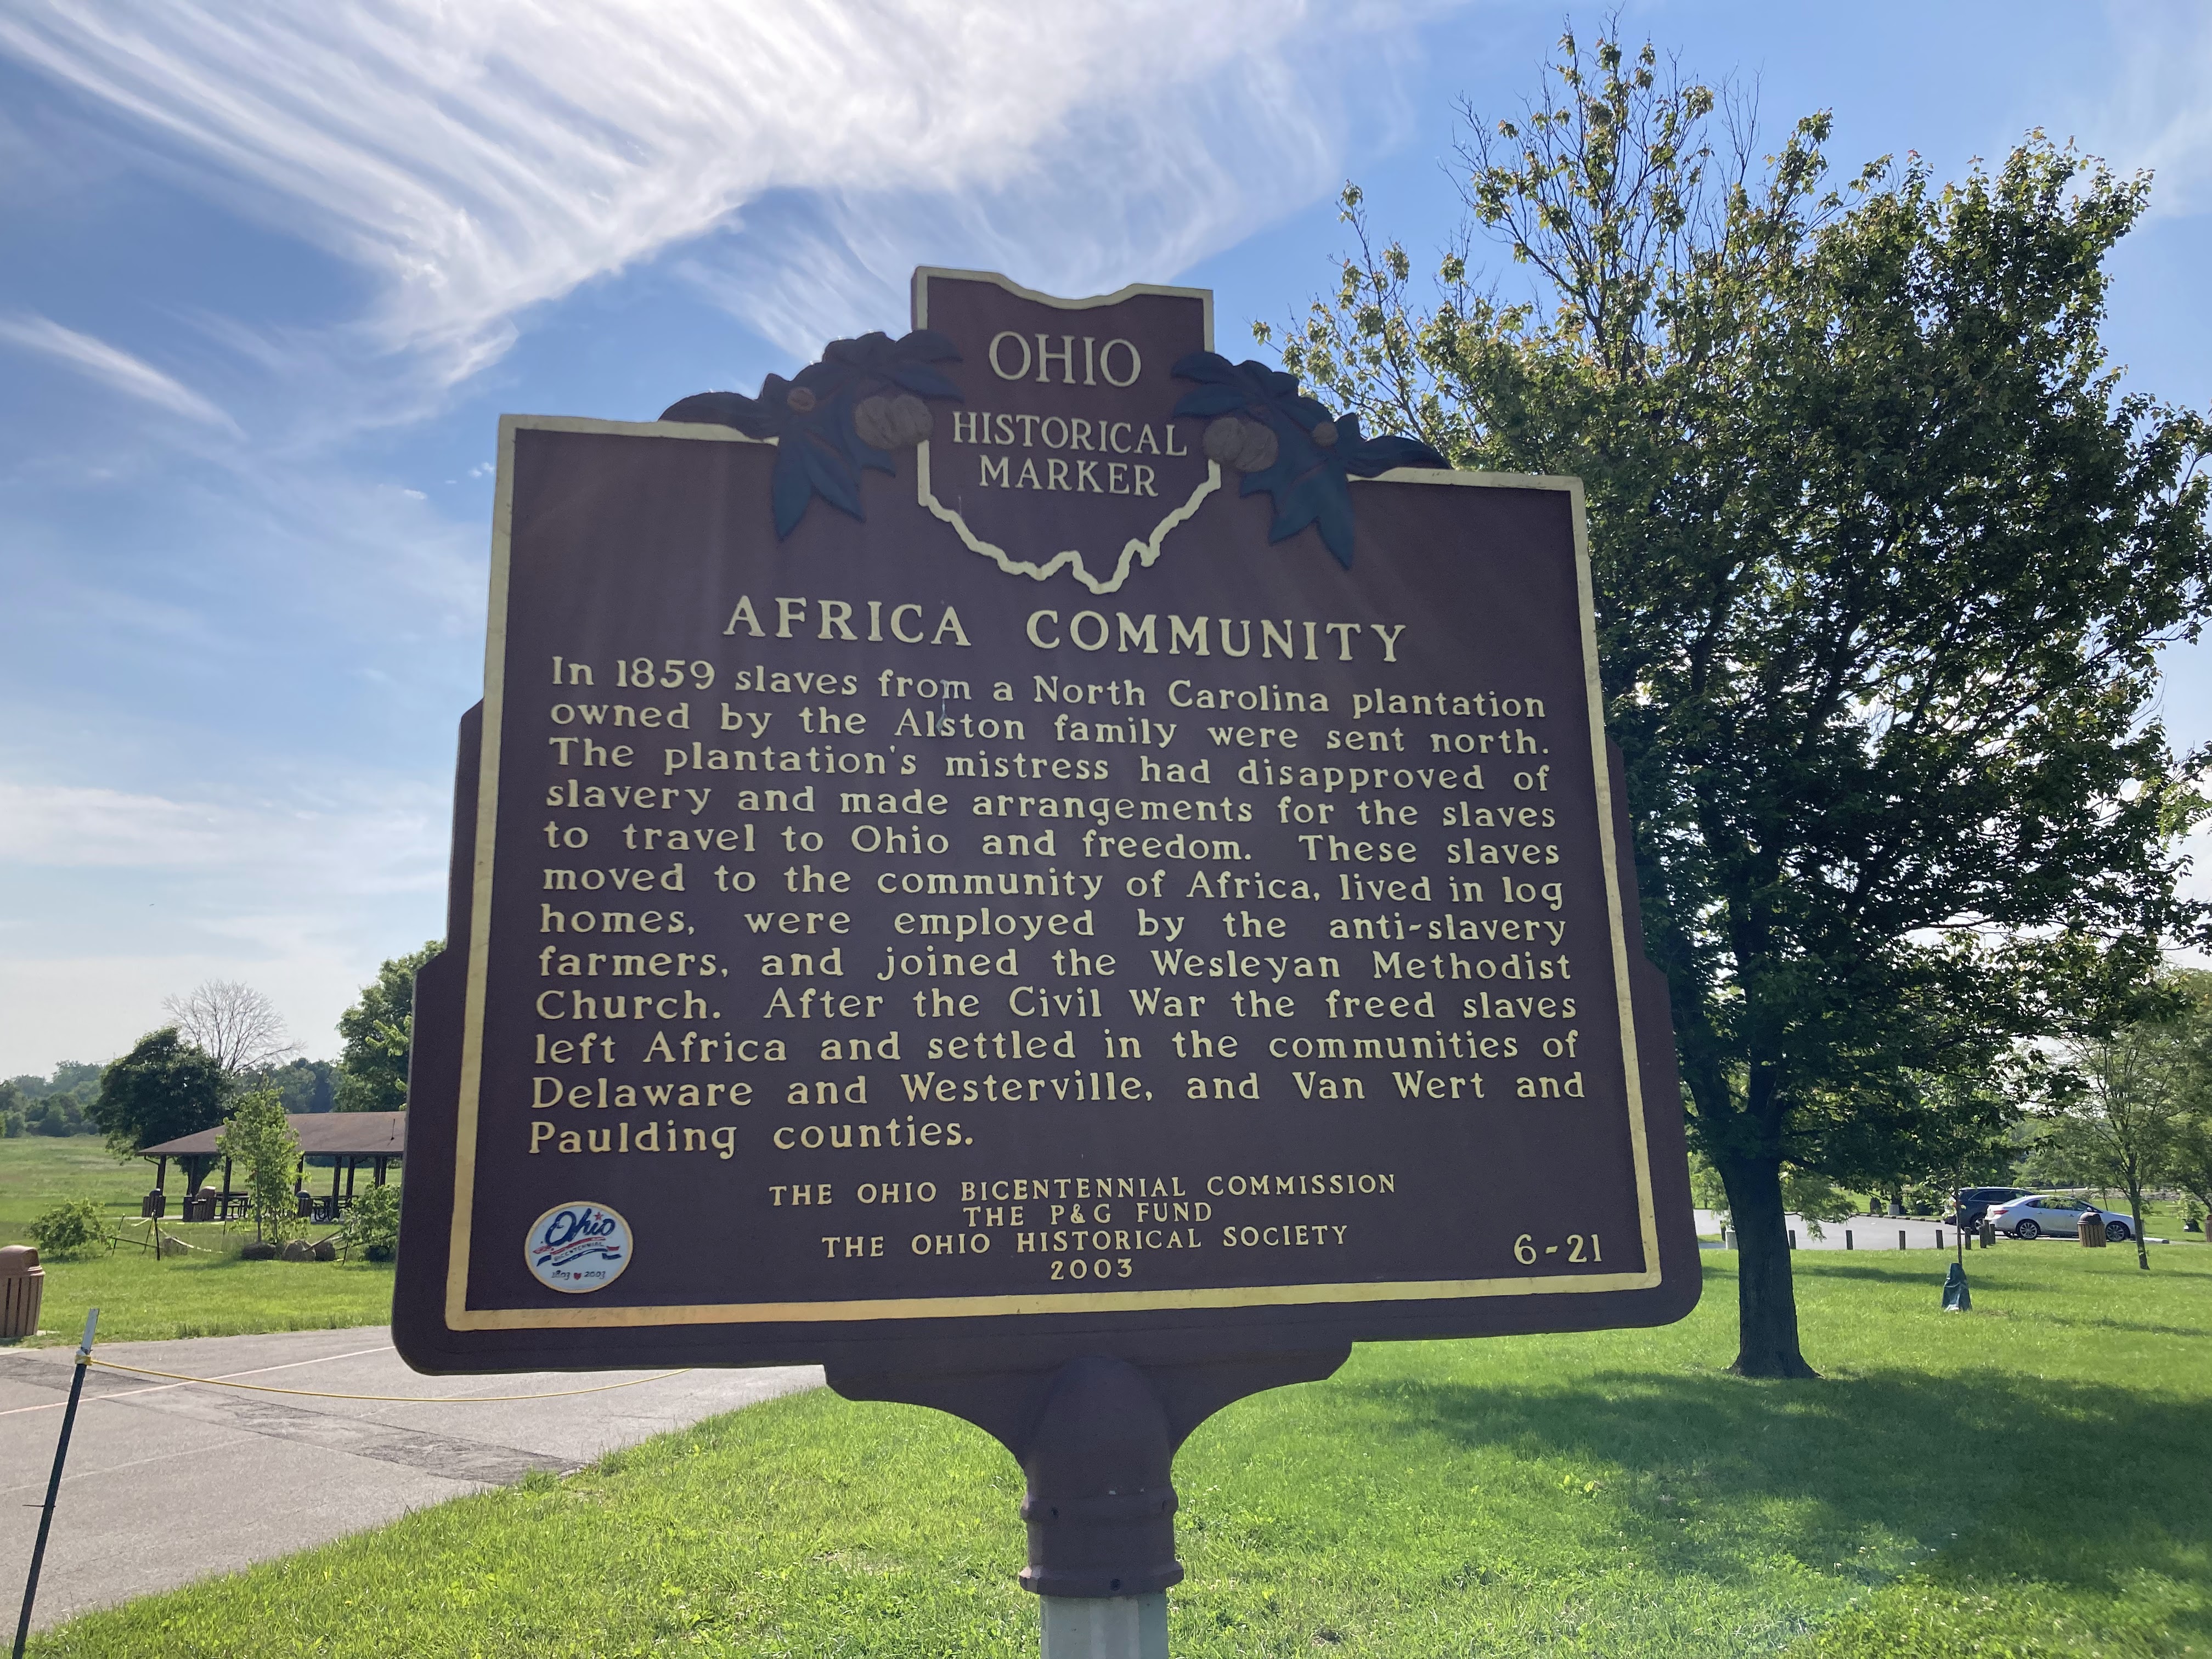 OHIO
HISTORICAL
MARKER
AFRICA COMMUNITY
In 1859 slaves from a North Carolina plantation
owned by the Alston family were sent north.
The plantation's mistress had disapproved of
slavery and made arrangements for the slaves
to travel to Ohio and freedom. These slaves
moved to the community of Africa, lived in log
homes, were employed by the anti-slavery
farmers, and joined the Wesleyan Methodist
Church. After the Civil War the freed slaves
left Africa and settled in the communities of
Delaware and Westerville, and Van Wert and
Paulding counties.
THE OHIO BICENTENNIAL COMMISSION
THE P&G FUND
THE OHIO HISTORICAL SOCIETY
2003
6-21
Ohio
BICENTENNIAL
1803 2003